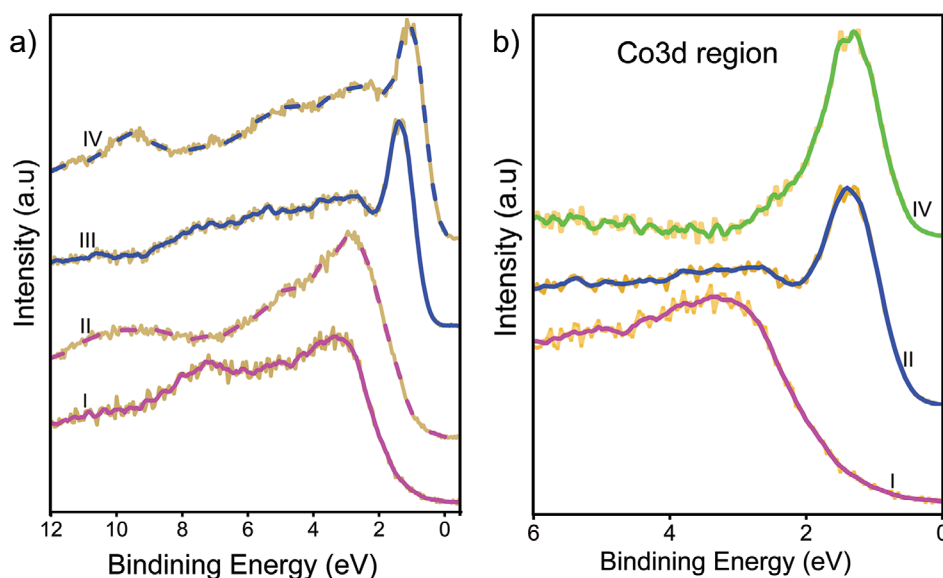 a)
IV
III
II
I
Intensity (a.u)
12 10 8 6 4 2 0
Bindining Energy (eV)
b)
Co3d region
IV
II
I
Intensity (a.u)
6 4 2 0
Bindining Energy (eV)